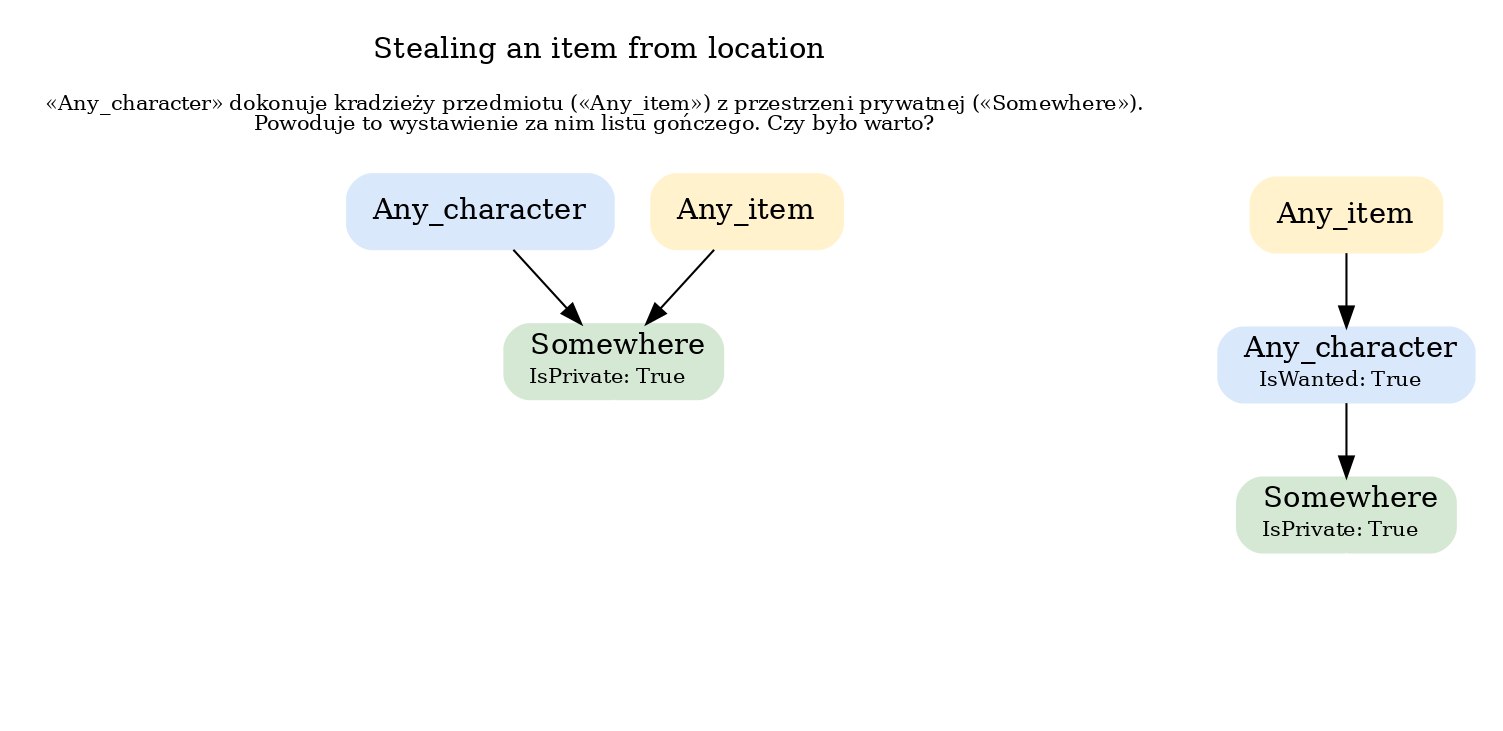 Stealing an item from location
«Any_character» dokonuje kradzieży przedmiotu («Any_item») z przestrzeni prywatnej («Somewhere»).
Powoduje to wystawienie za nim listu gończego. Czy było warto?
Any_character
Any_item
Somewhere
IsPrivate: True
Any_item
Any_character
IsWanted: True
Somewhere
IsPrivate: True